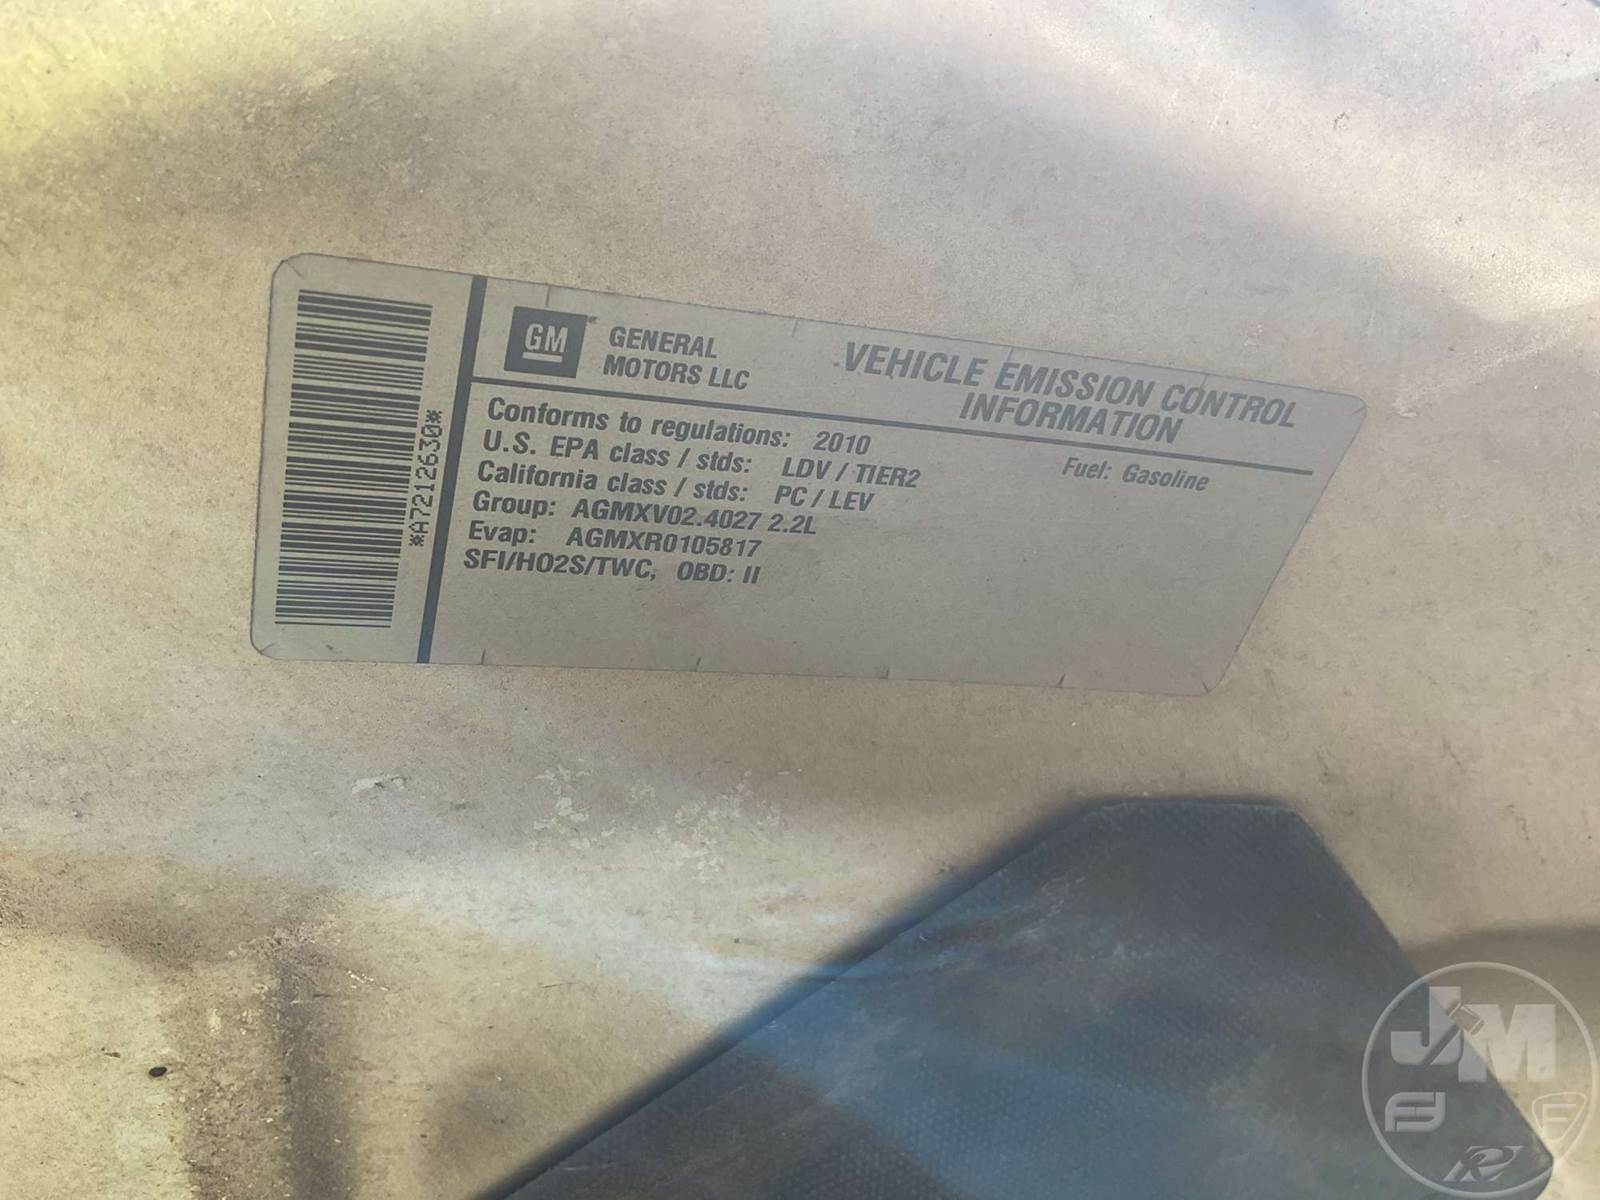 *A7212630*
GM
GENERAL
MOTORS LLC
VEHICLE EMISSION CONTROL
INFORMATION
Conforms to regulations: 2010
Fuel: Gasoline
U.S. EPA class / stds: LDV / TIER2
California class / stds: PC / LEV
Group: AGMXV02.4027 2.2L
Evap: AGMXR0105817
SFI/HO2S/TWC, OBD: II
JM